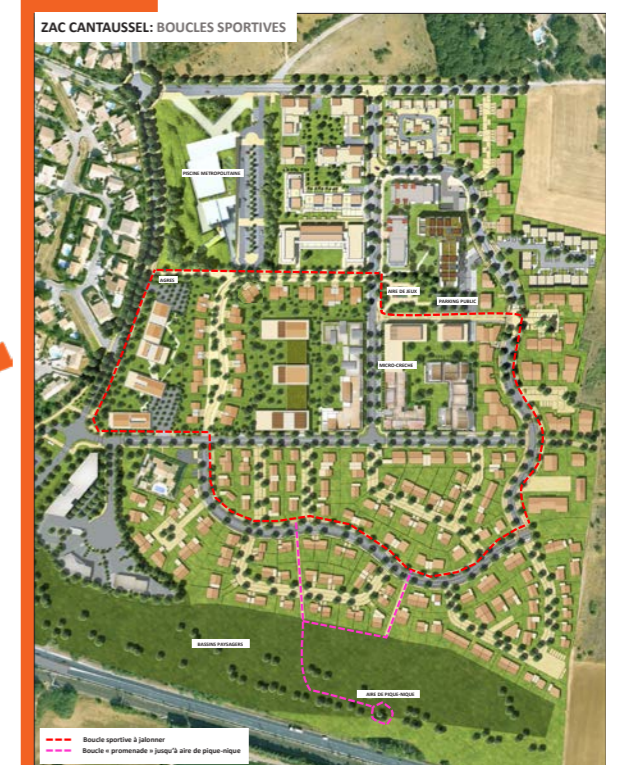 ZAC CANTAUSSEL: BOUCLES SPORTIVES
PISCINE METROPOLITAINE
AGRES
AIRE DE JEUX
PARKING PUBLIC
MICRO-CRECHE
BASSINS PAYSAGERS
AIRE DE PIQUE-NIQUE
Boucle sportive à jalonner
Boucle « promenade » jusqu'à aire de pique-nique